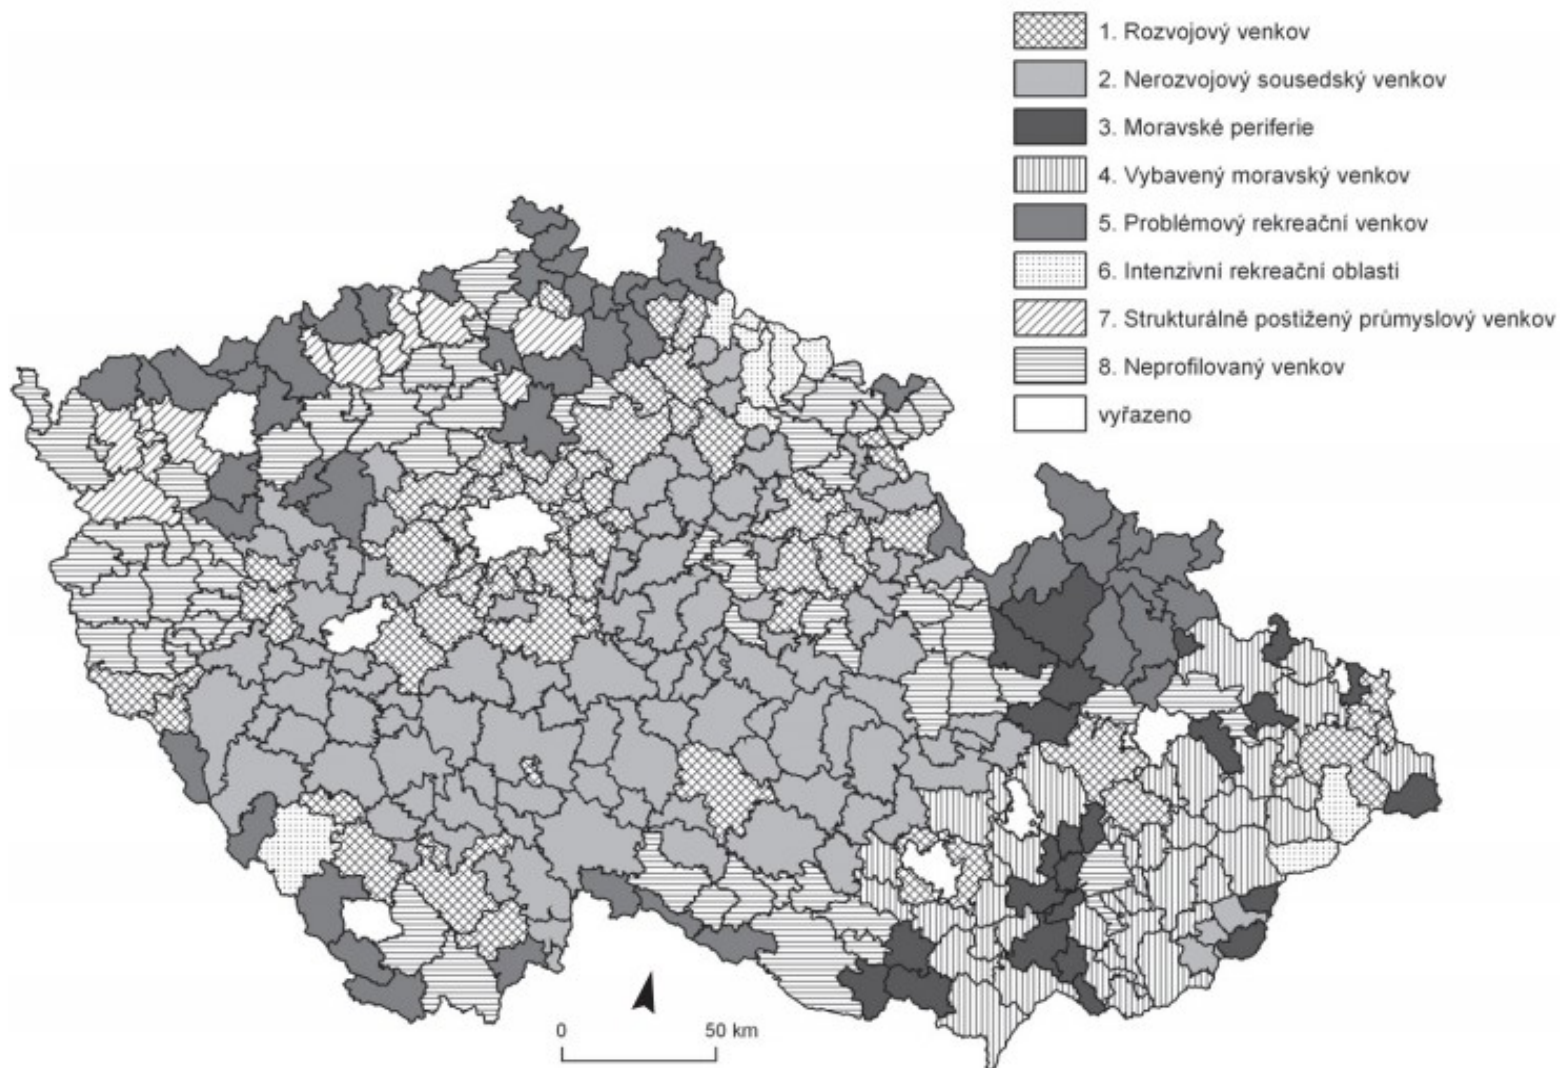 1. Rozvojový venkov
2. Nerozvojový sousedský venkov
3. Moravské periferie
4. Vybavený moravský venkov
5. Problémový rekreační venkov
6. Intenzivní rekreační oblasti
7. Strukturálně postižený průmyslový venkov
8. Neprofilovaný venkov
vyřazeno
0 50 km